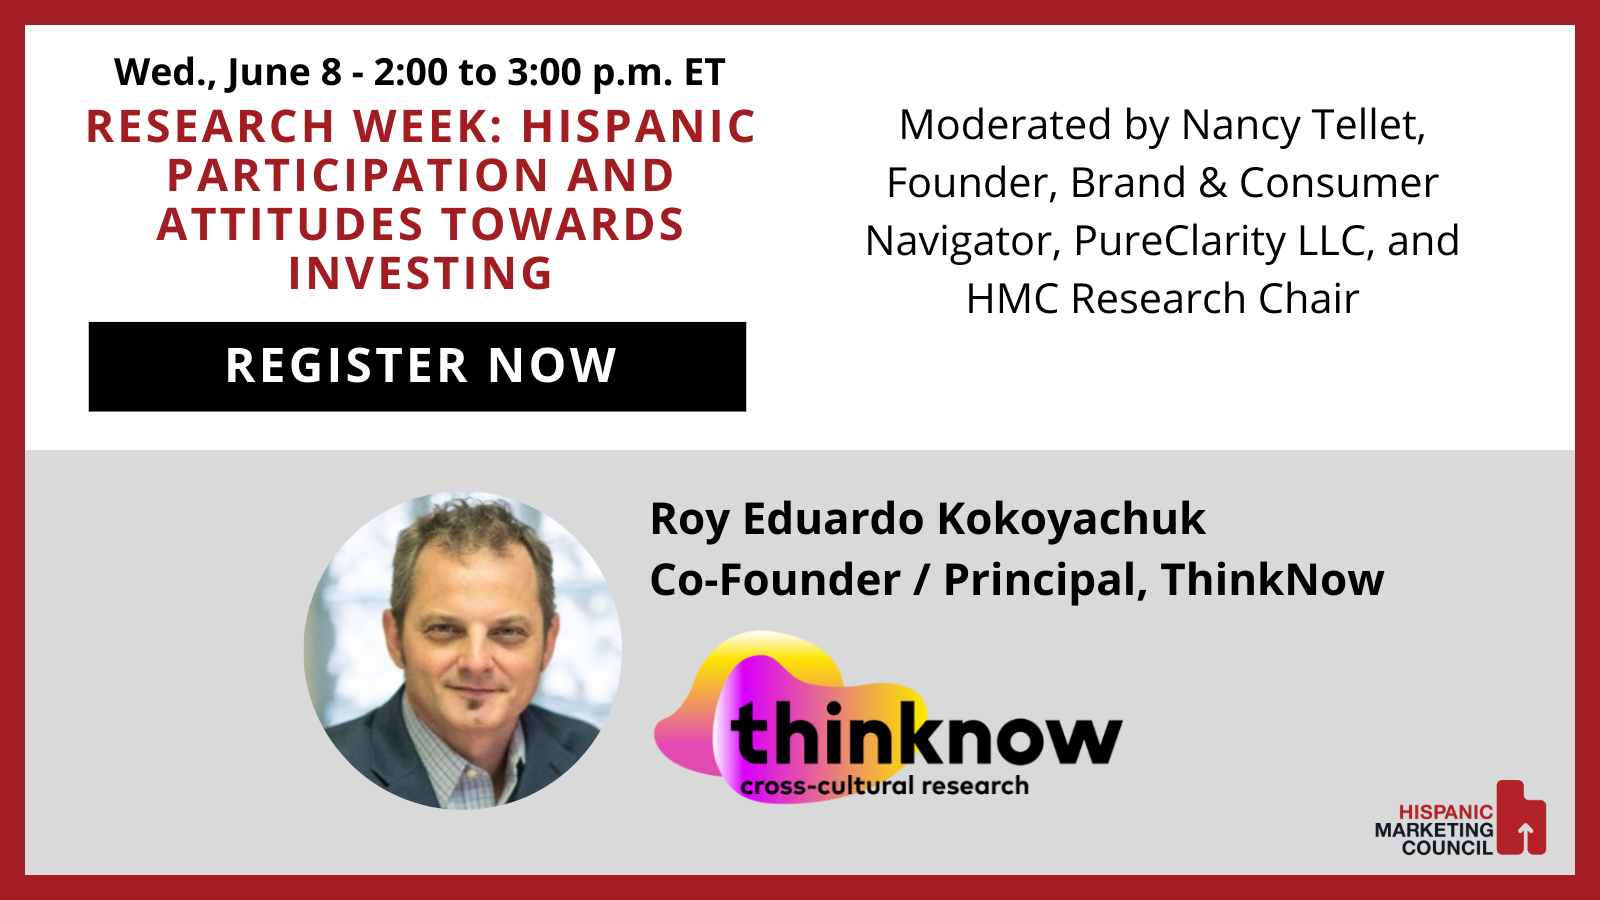 Wed., June 8 - 2:00 to 3:00 p.m. ET
RESEARCH WEEK: HISPANIC
PARTICIPATION AND
ATTITUDES TOWARDS
INVESTING
REGISTER NOW
Moderated by Nancy Tellet,
Founder, Brand & Consumer
Navigator, PureClarity LLC, and
HMC Research Chair
Roy Eduardo Kokoyachuk
Co-Founder / Principal, ThinkNow
thinknow
cross-cultural research
HISPANIC
MARKETING
COUNCIL